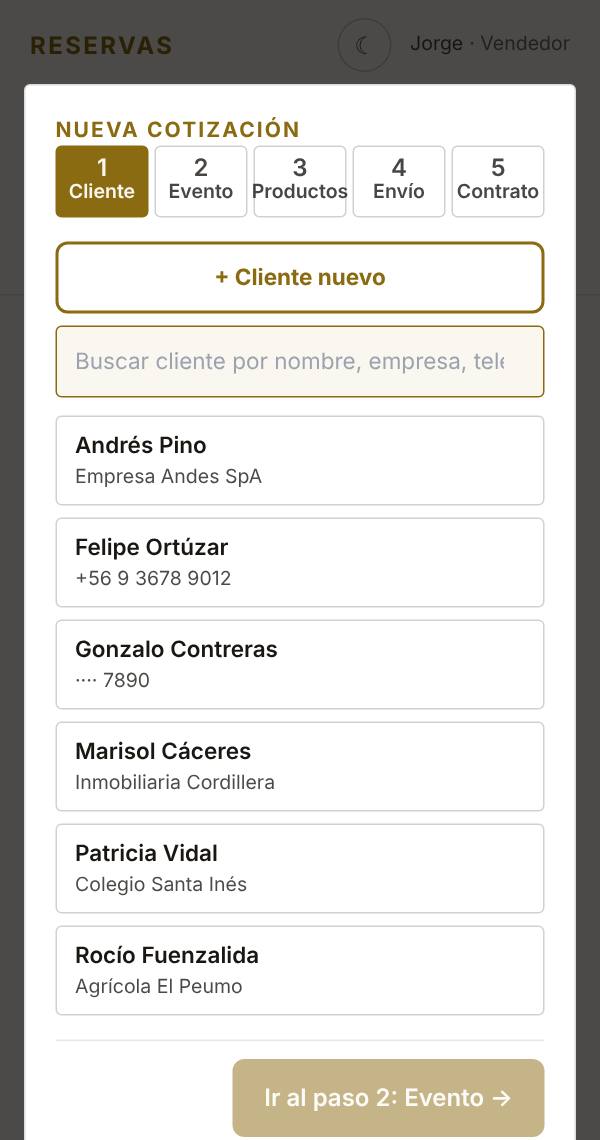 RESERVAS
Jorge · Vendedor
NUEVA COTIZACIÓN
1
Cliente
2
Evento
3
Productos
4
Envío
5
Contrato
+ Cliente nuevo
Buscar cliente por nombre, empresa, tel
Andrés Pino
Empresa Andes SpA
Felipe Ortúzar
+56 9 3678 9012
Gonzalo Contreras
···· 7890
Marisol Cáceres
Inmobiliaria Cordillera
Patricia Vidal
Colegio Santa Inés
Rocío Fuenzalida
Agrícola El Peumo
Ir al paso 2: Evento →